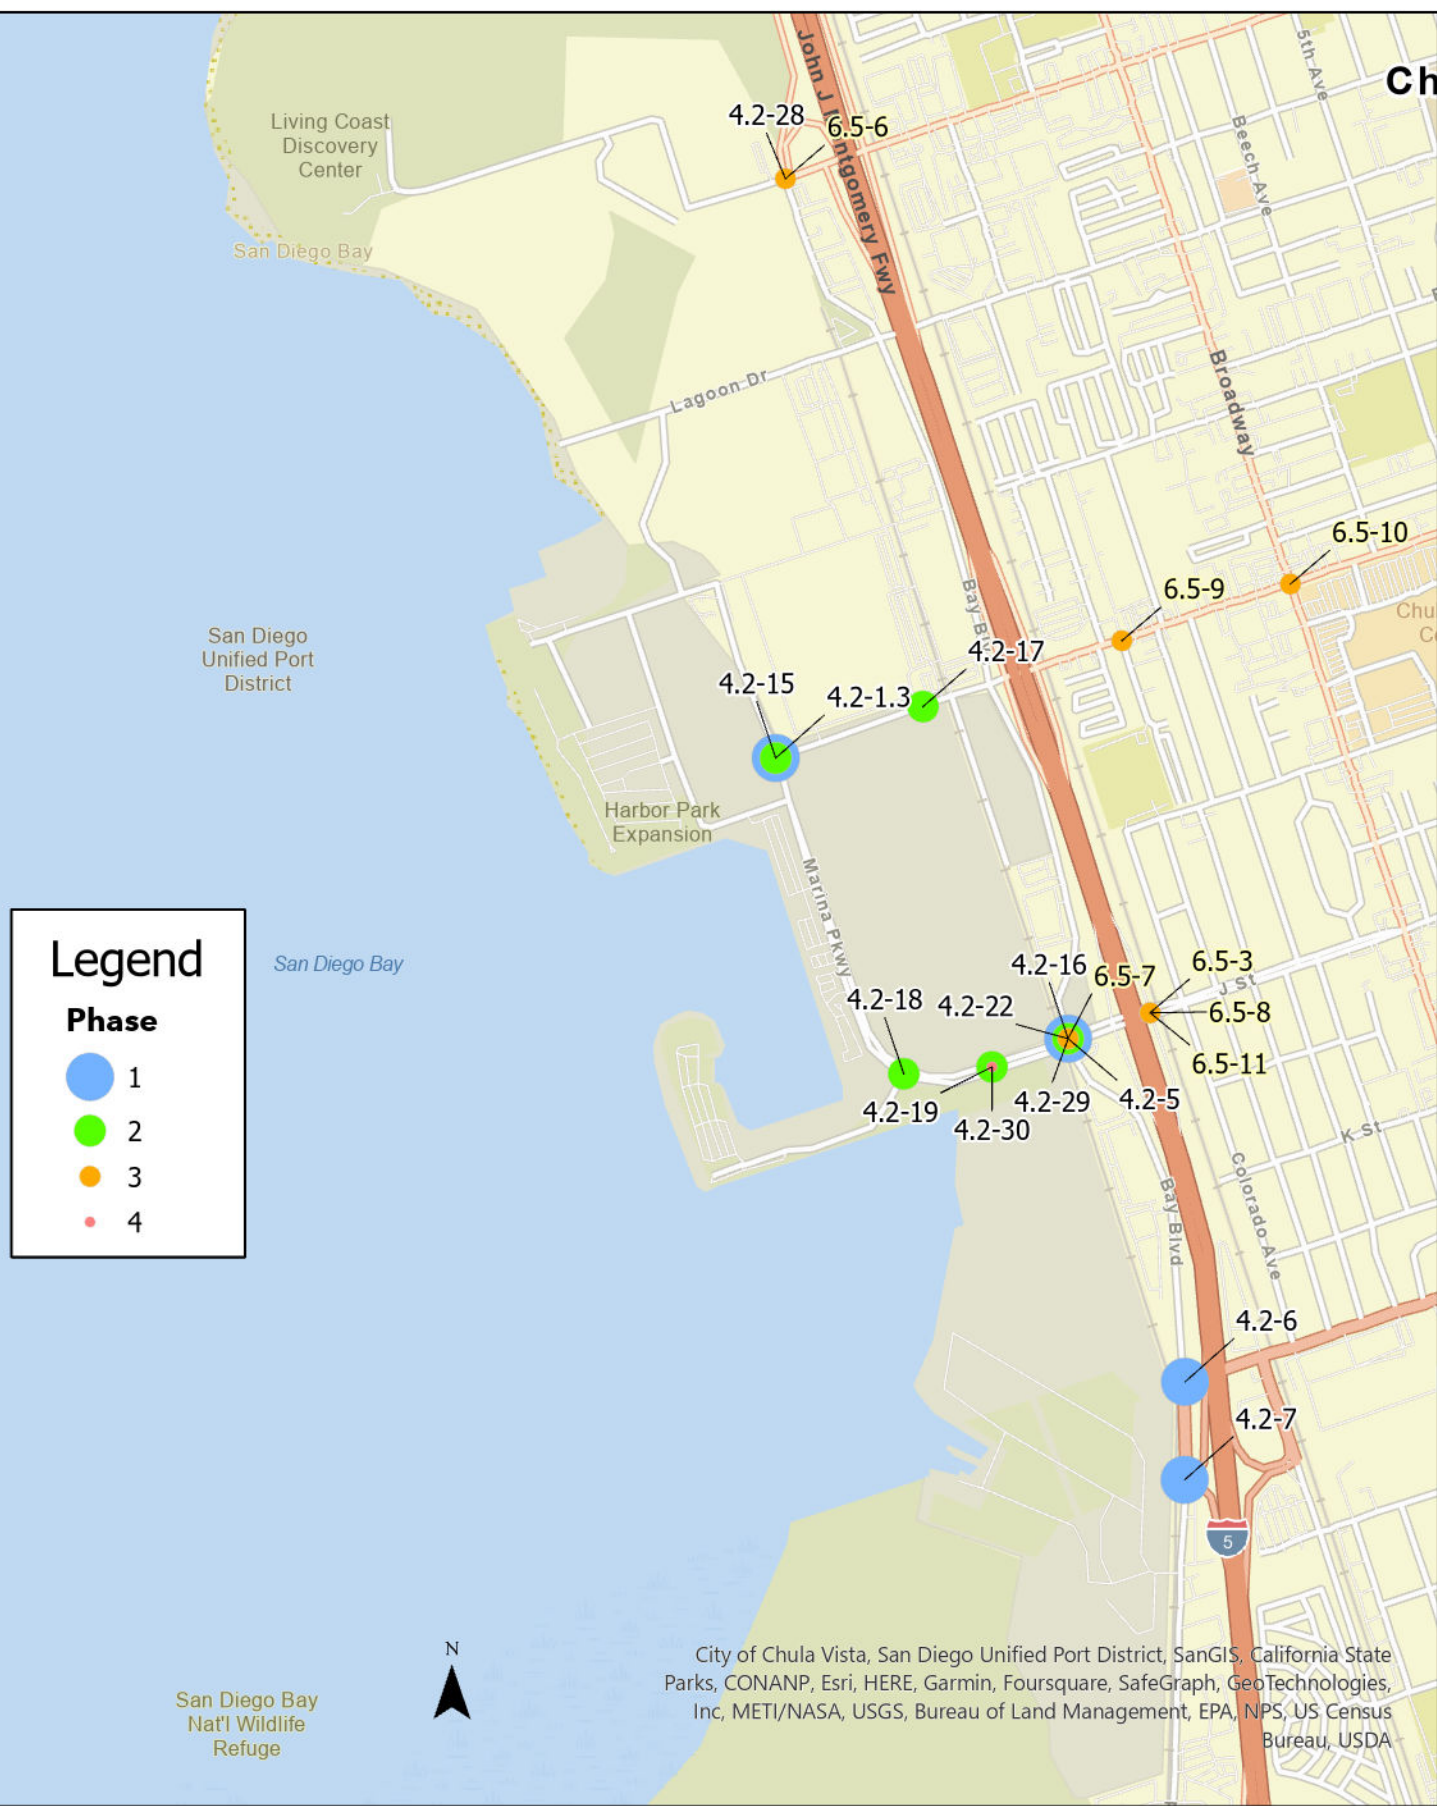 Ch
5th Ave
Beech Ave
John J Montgomery Fwy
4.2-28
6.5-6
Living Coast
Discovery
Center
San Diego Bay
Lagoon Dr
Broadway
6.5-10
6.5-9
Bay Blv
Chu
C
San Diego
Unified Port
District
4.2-17
4.2-15
4.2-1.3
Harbor Park
Expansion
Marina Pkwy
Legend
Phase
1
2
3
4
San Diego Bay
4.2-16
6.5-7
6.5-3
J St
4.2-18
4.2-22
6.5-8
6.5-11
4.2-19
4.2-30
4.2-29
4.2-5
K St
Colorado Ave
Bay Blvd
4.2-6
4.2-7
5
N
San Diego Bay
Nat'l Wildlife
Refuge
City of Chula Vista, San Diego Unified Port District, SanGIS, California State
Parks, CONANP, Esri, HERE, Garmin, Foursquare, SafeGraph, GeoTechnologies,
Inc, METI/NASA, USGS, Bureau of Land Management, EPA, NPS, US Census
Bureau, USDA